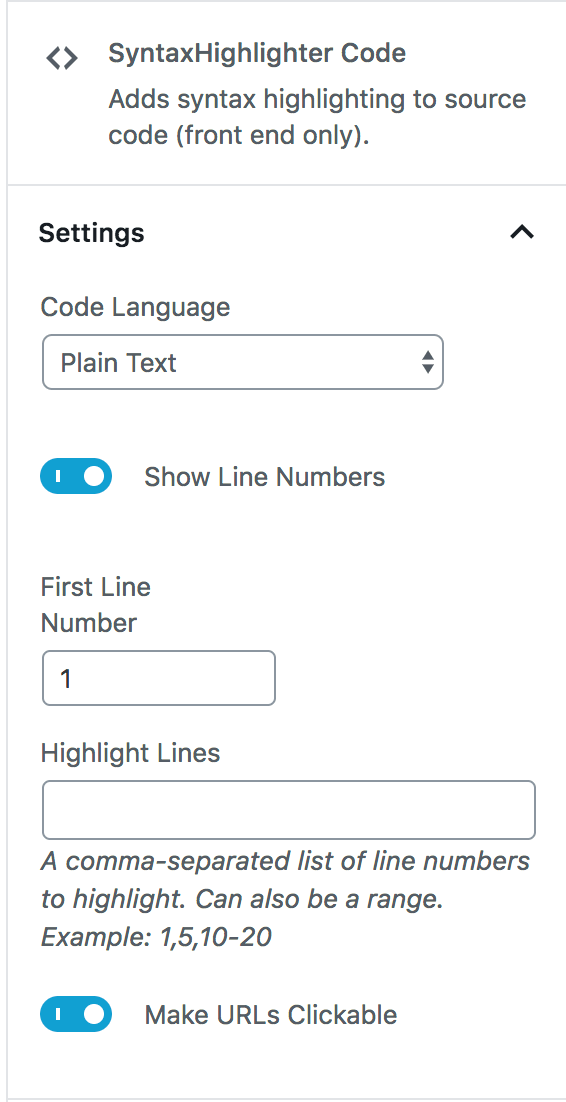 SyntaxHighlighter Code
Adds syntax highlighting to source
code (front end only).
Settings
Code Language
Plain Text
Show Line Numbers
First Line
Number
1
Highlight Lines
A comma-separated list of line numbers
to highlight. Can also be a range.
Example: 1,5,10-20
Make URLs Clickable